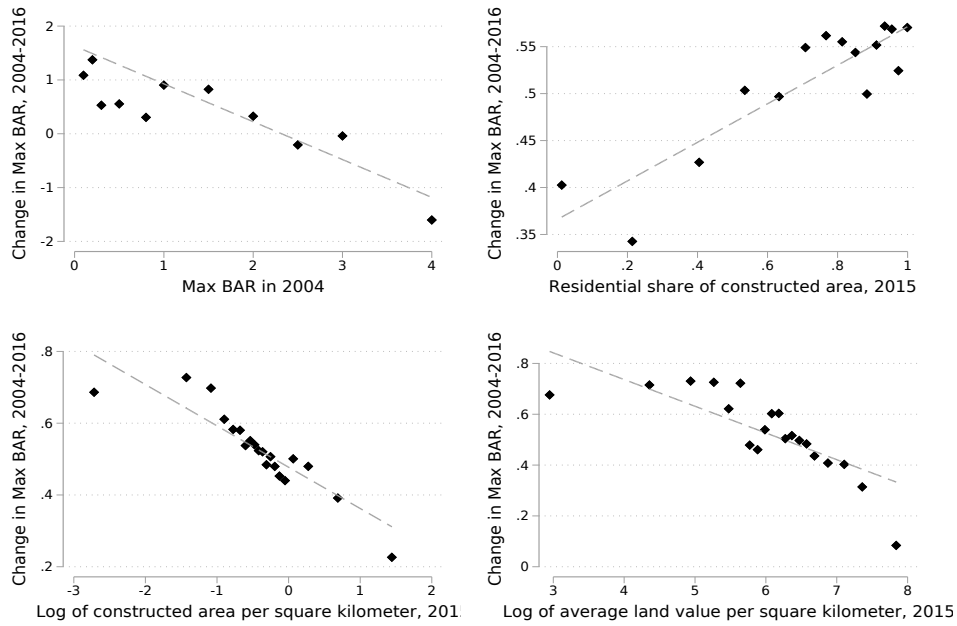 Change in Max BAR, 2004-2016
2
1
0
-1
-2
0 1 2 3 4
Max BAR in 2004
Change in Max BAR, 2004-2016
.55
.5
.45
.4
.35
0 .2 .4 .6 .8 1
Residential share of constructed area, 2015
Change in Max BAR, 2004-2016
.8
.6
.4
.2
-3 -2 -1 0 1 2
Log of constructed area per square kilometer, 201
Change in Max BAR, 2004-2016
.8
.6
.4
.2
0
3 4 5 6 7 8
Log of average land value per square kilometer, 2015